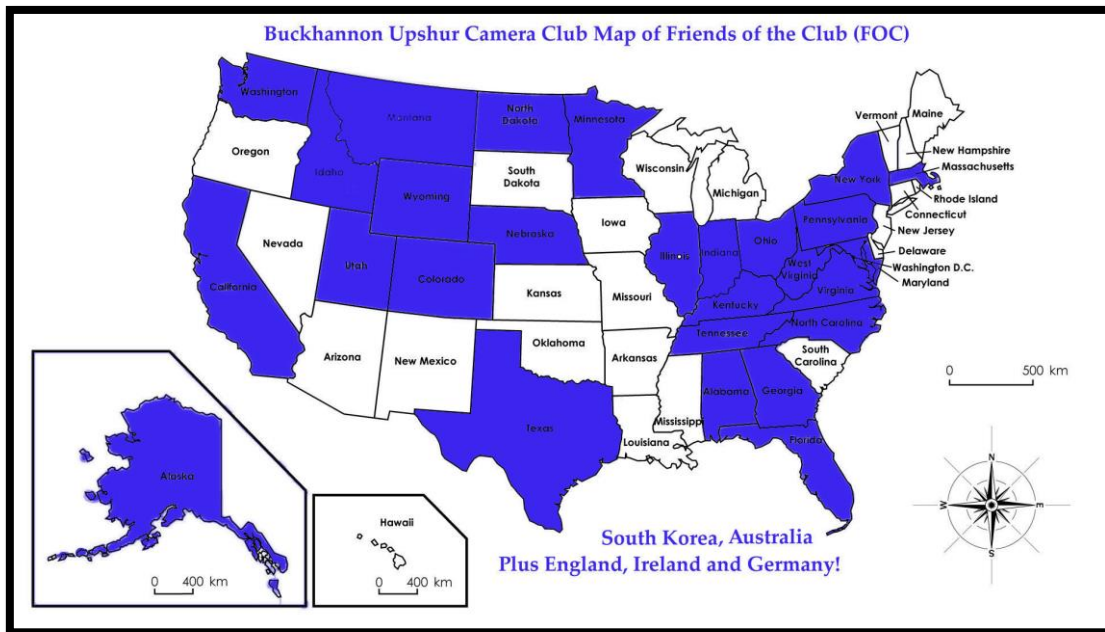 Buckhannon Upshur Camera Club Map of Friends of the Club (FOC)
Washington
Montana
North
Dakota
Minnesota
Vermont
Maine
Oregon
Idaho
Wyoming
South
Dakota
Wisconsin
Michigan
New York
New Hampshire
Massachusetts
Rhode Island
Connecticut
New Jersey
Delaware
Washington D.C.
Maryland
Nevada
Utah
Colorado
Nebraska
Iowa
Illinois
Indiana
Ohio
Pennsylvania
West
Virginia
Virginia
California
Kansas
Missouri
Kentucky
Tennessee
North Carolina
South
Carolina
Arizona
New Mexico
Oklahoma
Arkansas
Texas
Louisiana
Mississippi
Alabama
Georgia
Florida
0 500 km
Alaska
0 400 km
Hawaii
0 400 km
South Korea, Australia
Plus England, Ireland and Germany!
N
W
E
S